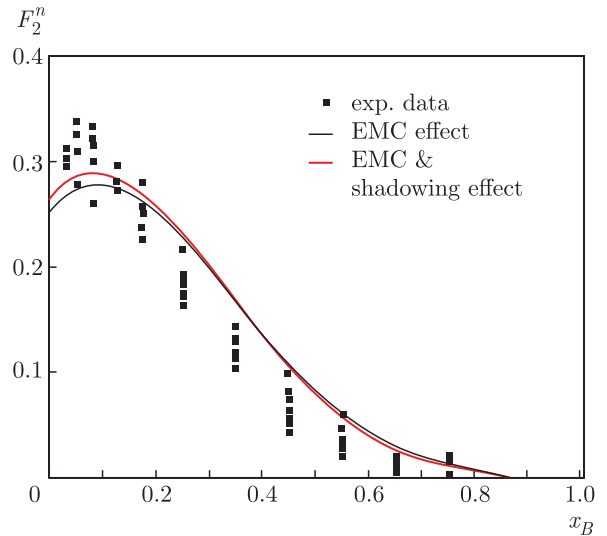 F₂ⁿ
0.4
exp. data
EMC effect
0.3
EMC &
shadowing effect
0.2
0.1
0 0.2 0.4 0.6 0.8 1.0
x_B